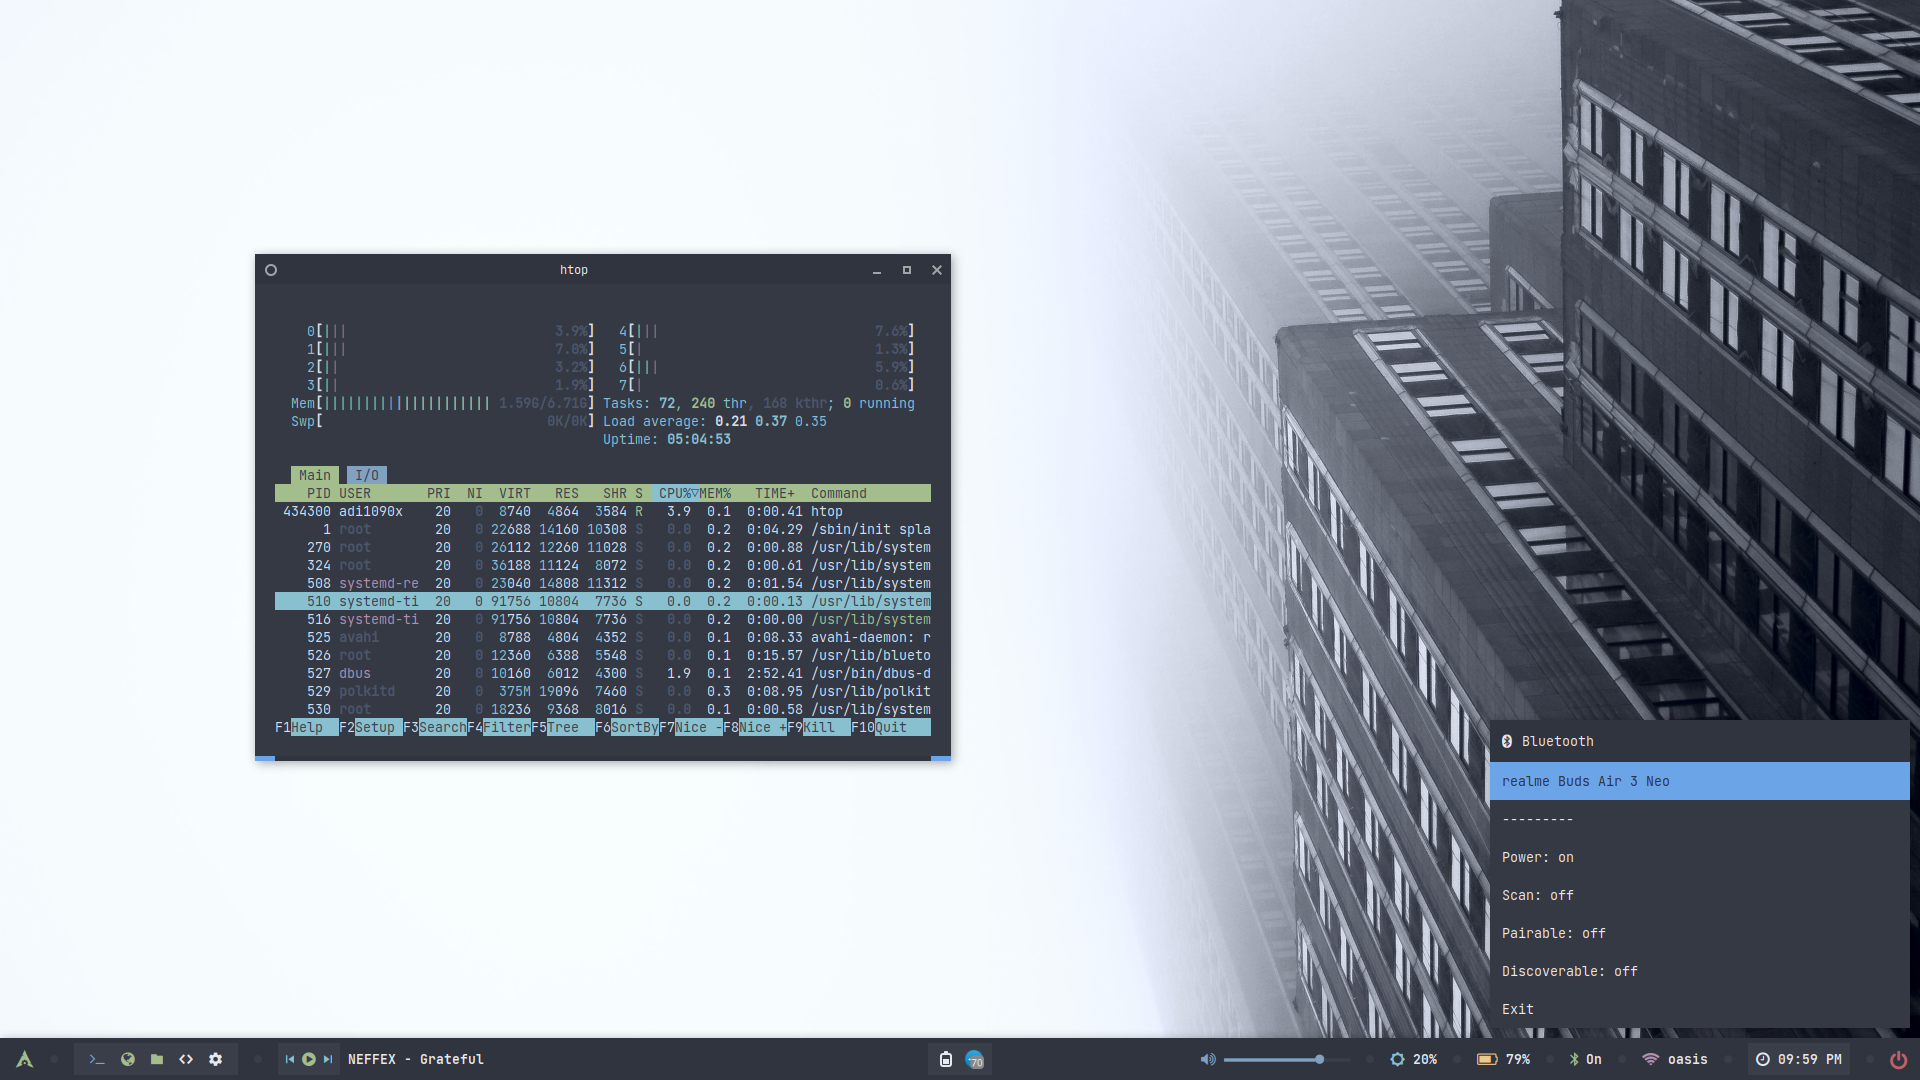 htop
0[||| 3.9%] 4[||| 7.6%]
1[||| 7.0%] 5[| 1.3%]
2[|| 3.2%] 6[||| 5.9%]
3[|| 1.9%] 7[| 0.6%]
Mem[||||||||||||||||||||| 1.59G/6.71G] Tasks: 72, 240 thr, 168 kthr; 0 running
Swp[ 0K/0K] Load average: 0.21 0.37 0.35
Uptime: 05:04:53
Main I/O
PID USER PRI NI VIRT RES SHR S CPU%▽MEM% TIME+ Command
434300 adi1090x 20 0 8740 4864 3584 R 3.9 0.1 0:00.41 htop
1 root 20 0 22688 14160 10308 S 0.0 0.2 0:04.29 /sbin/init spla
270 root 20 0 26112 12260 11028 S 0.0 0.2 0:00.88 /usr/lib/system
324 root 20 0 36188 11124 8072 S 0.0 0.2 0:00.61 /usr/lib/system
508 systemd-re 20 0 23040 14808 11312 S 0.0 0.2 0:01.54 /usr/lib/system
510 systemd-ti 20 0 91756 10804 7736 S 0.0 0.2 0:00.13 /usr/lib/system
516 systemd-ti 20 0 91756 10804 7736 S 0.0 0.2 0:00.00 /usr/lib/system
525 avahi 20 0 8788 4804 4352 S 0.0 0.1 0:08.33 avahi-daemon: r
526 root 20 0 12360 6388 5548 S 0.0 0.1 0:15.57 /usr/lib/blueto
527 dbus 20 0 10160 6012 4300 S 1.9 0.1 2:52.41 /usr/bin/dbus-d
529 polkitd 20 0 375M 19096 7460 S 0.0 0.3 0:08.95 /usr/lib/polkit
530 root 20 0 18236 9368 8016 S 0.0 0.1 0:00.58 /usr/lib/system
F1Help F2Setup F3SearchF4FilterF5Tree F6SortByF7Nice -F8Nice +F9Kill F10Quit
Bluetooth
realme Buds Air 3 Neo
---------
Power: on
Scan: off
Pairable: off
Discoverable: off
Exit
NEFFEX - Grateful 70 20% 79% On oasis 09:59 PM